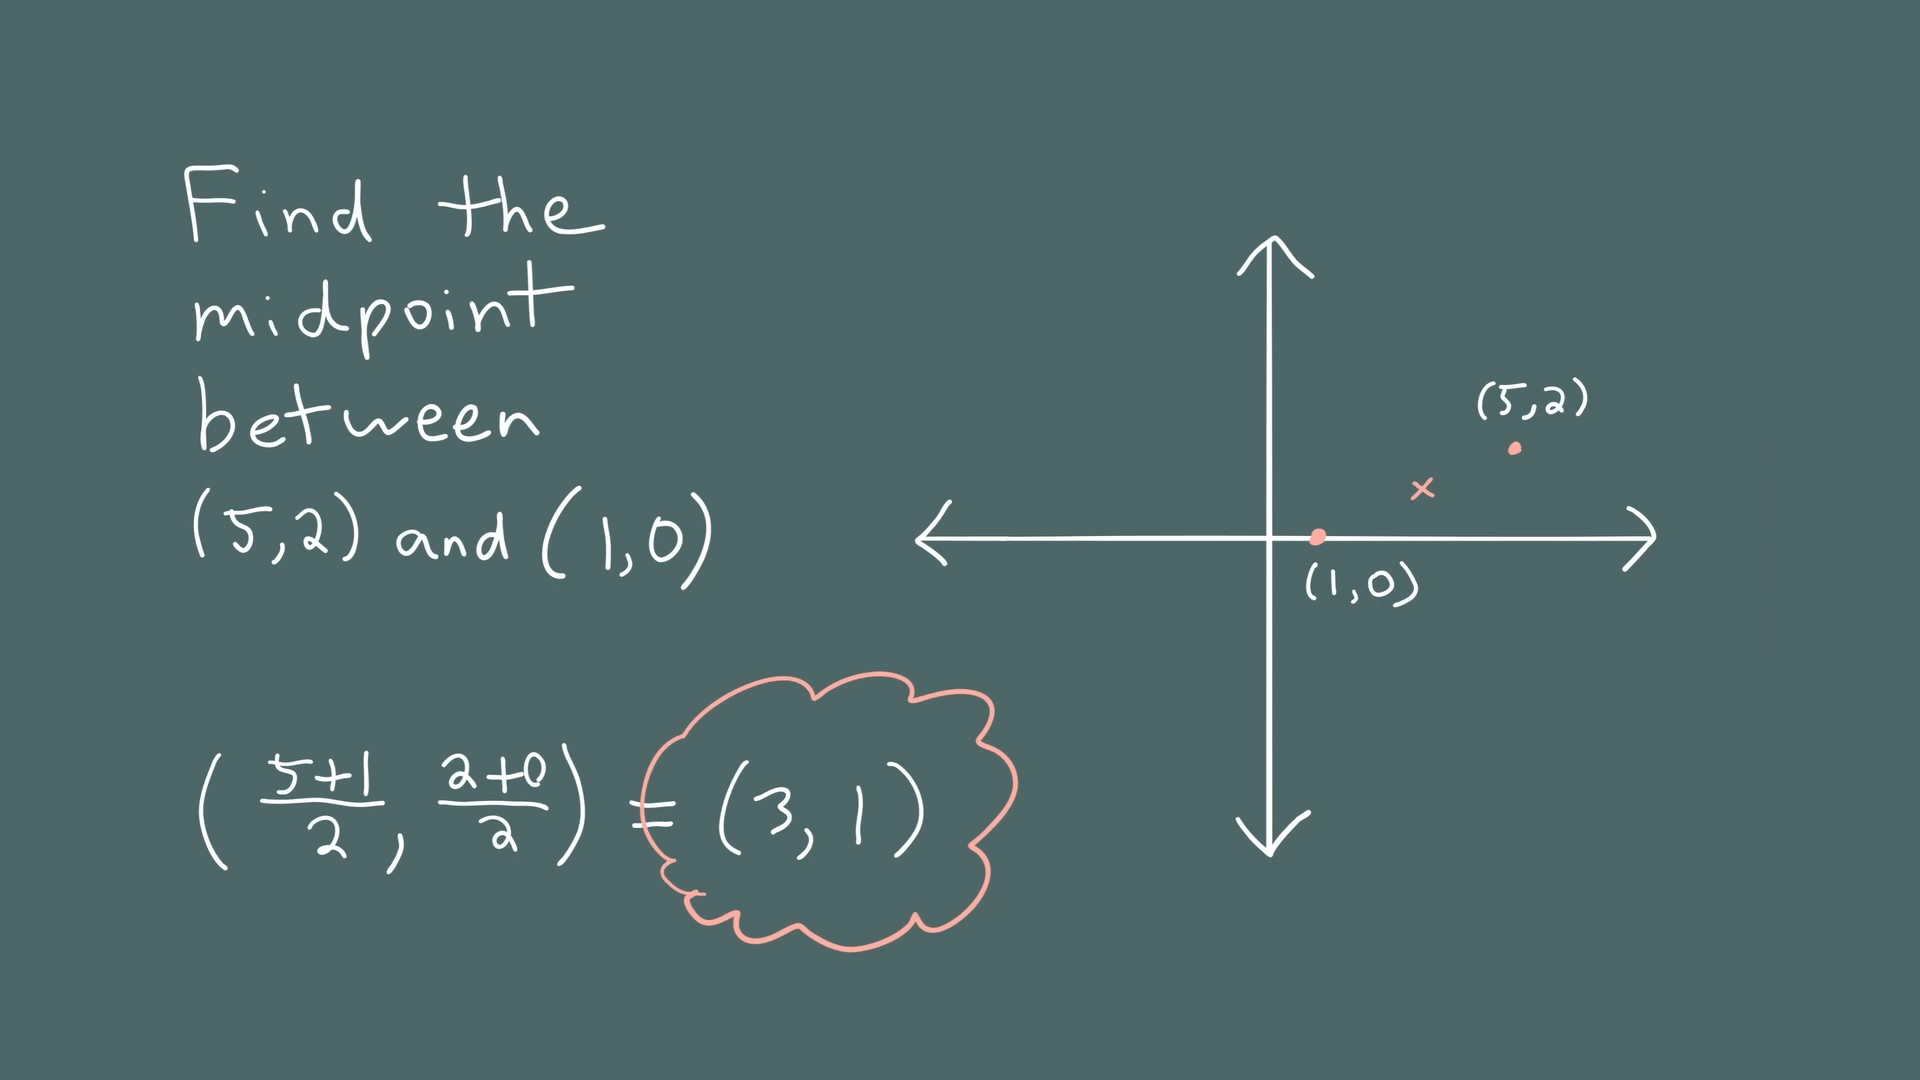 Find the
midpoint
between
(5,2) and (1,0)
(5+1/2, 2+0/2) = (3,1)
(5,2)
×
(1,0)